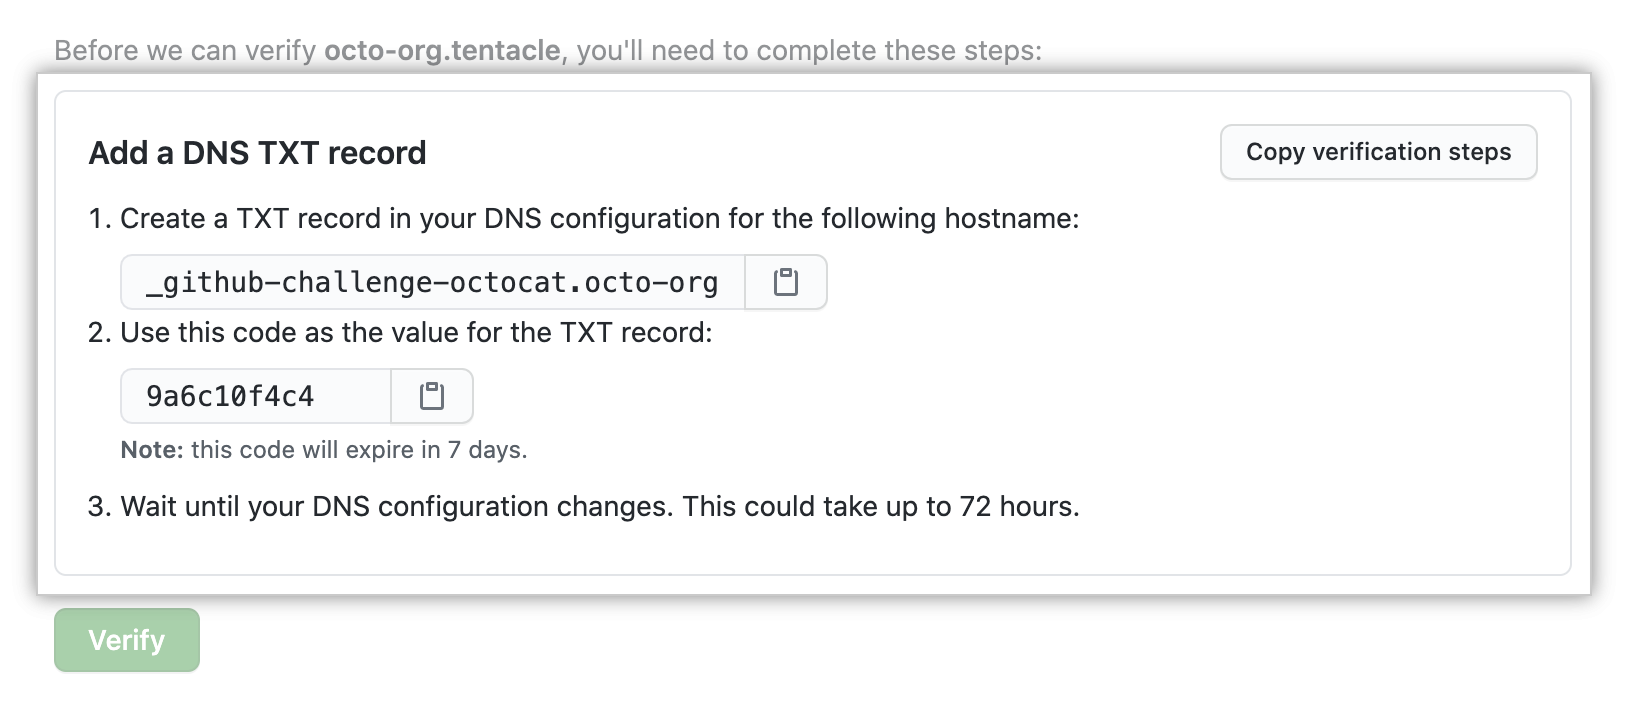 Before we can verify octo-org.tentacle, you'll need to complete these steps:
Add a DNS TXT record
Copy verification steps
1. Create a TXT record in your DNS configuration for the following hostname:
_github-challenge-octocat.octo-org
2. Use this code as the value for the TXT record:
9a6c10f4c4
Note: this code will expire in 7 days.
3. Wait until your DNS configuration changes. This could take up to 72 hours.
Verify